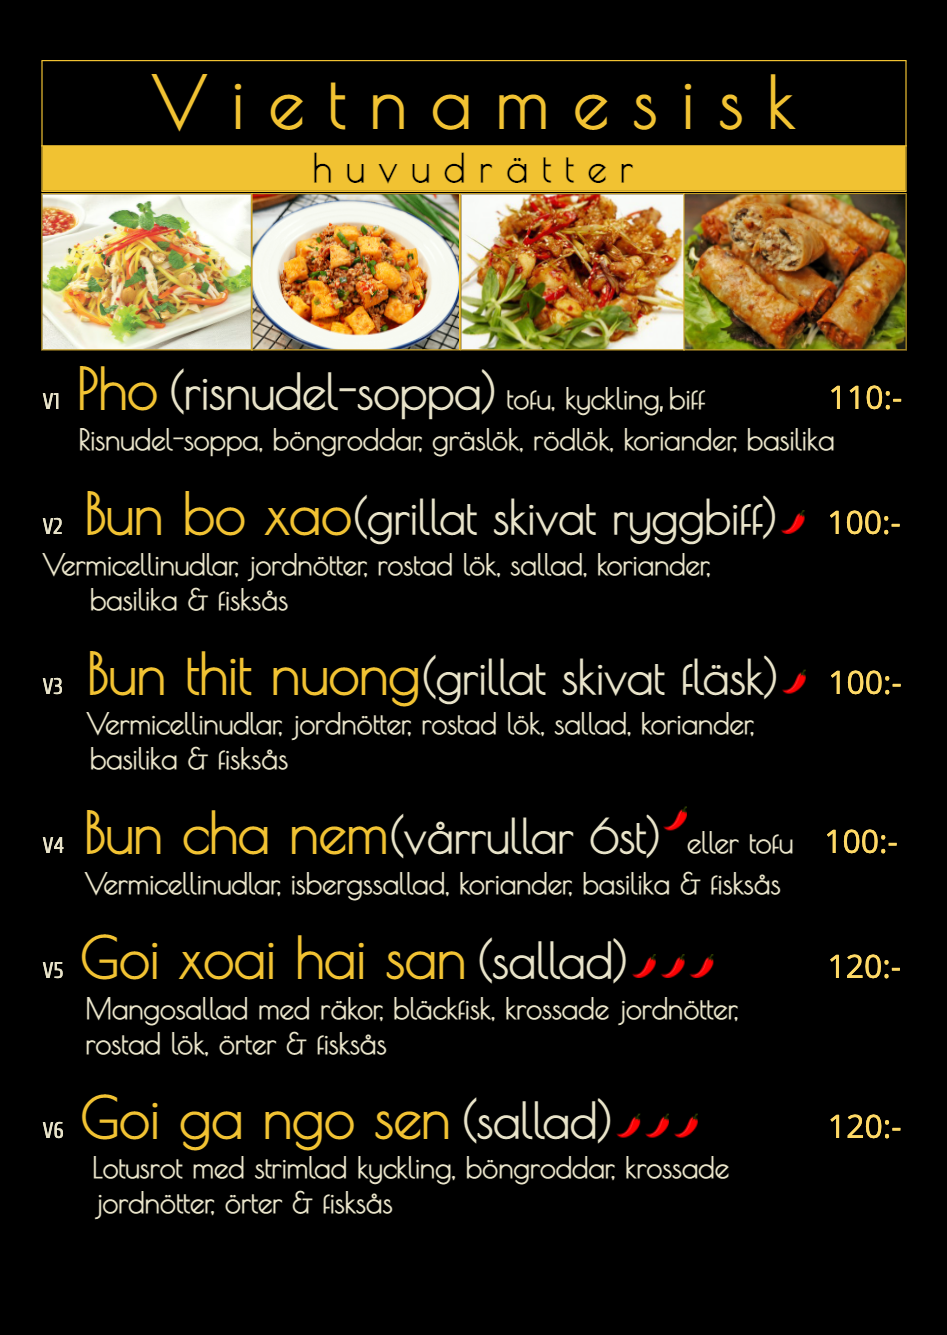 Vietnamesisk
huvudrätter
V1 Pho (risnudel-soppa) tofu, kyckling, biff 110:-
Risnudel-soppa, böngroddar, gräslök, rödlök, koriander, basilika
V2 Bun bo xao(grillat skivat ryggbiff) 100:-
Vermicellinudlar, jordnötter, rostad lök, sallad, koriander,
basilika & fisksås
V3 Bun thit nuong(grillat skivat fläsk) 100:-
Vermicellinudlar, jordnötter, rostad lök, sallad, koriander,
basilika & fisksås
V4 Bun cha nem(vårrullar 6st) eller tofu 100:-
Vermicellinudlar, isbergssallad, koriander, basilika & fisksås
V5 Goi xoai hai san (sallad) 120:-
Mangosallad med räkor, bläckfisk, krossade jordnötter,
rostad lök, örter & fisksås
V6 Goi ga ngo sen (sallad) 120:-
Lotusrot med strimlad kyckling, böngroddar, krossade
jordnötter, örter & fisksås